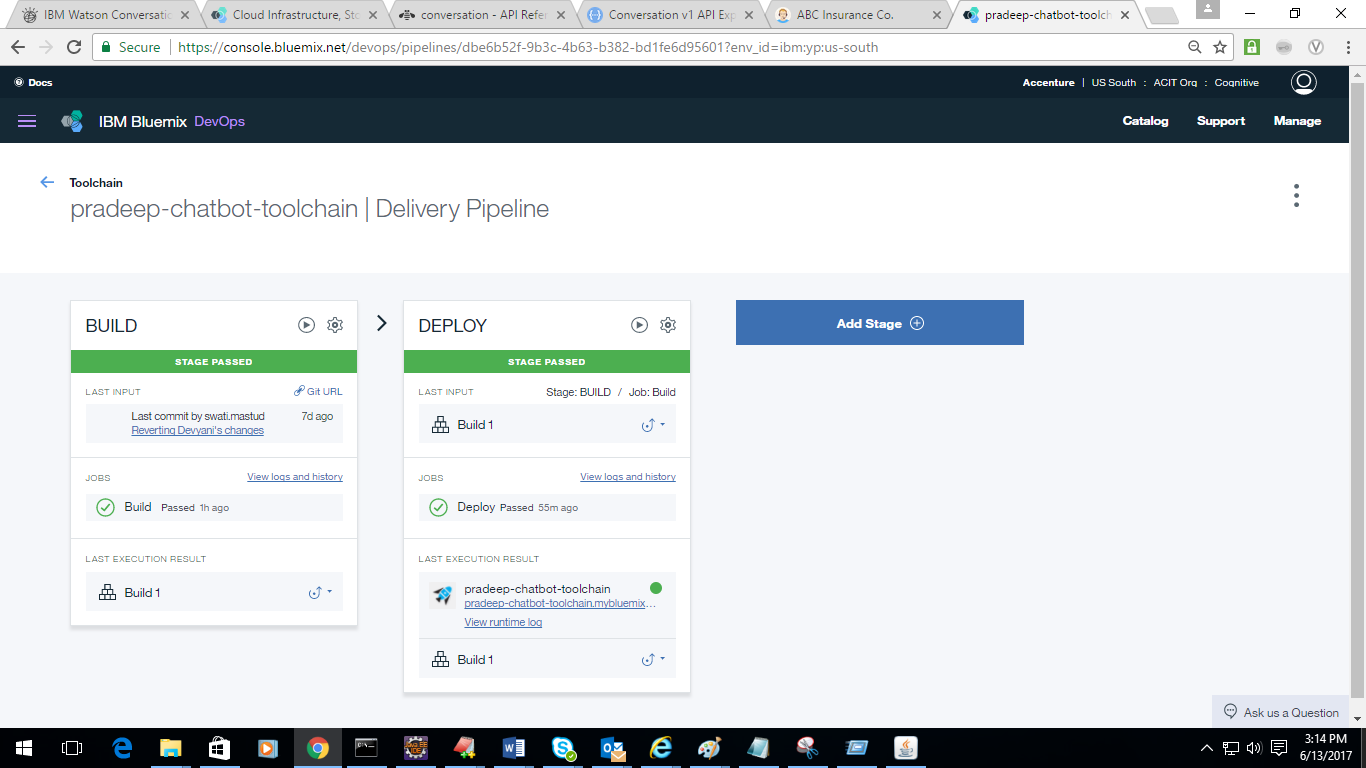 IBM Watson Conversatio
Cloud Infrastructure, Sto
conversation - API Refer
Conversation v1 API Exp
ABC Insurance Co.
pradeep-chatbot-toolch
Secure
https://console.bluemix.net/devops/pipelines/dbe6b52f-9b3c-4b63-b382-bd1fe6d95601?env_id=ibm:yp:us-south
Docs
Accenture | US South : ACIT Org : Cognitive
IBM Bluemix DevOps
Catalog Support Manage
Toolchain
pradeep-chatbot-toolchain | Delivery Pipeline
BUILD
STAGE PASSED
LAST INPUT Git URL
Last commit by swati.mastud 7d ago
Reverting Devyani's changes
JOBS View logs and history
Build Passed 1h ago
LAST EXECUTION RESULT
Build 1
DEPLOY
STAGE PASSED
LAST INPUT Stage: BUILD / Job: Build
Build 1
JOBS View logs and history
Deploy Passed 55m ago
LAST EXECUTION RESULT
pradeep-chatbot-toolchain
pradeep-chatbot-toolchain.mybluemix...
View runtime log
Build 1
Add Stage
Ask us a Question
3:14 PM
6/13/2017